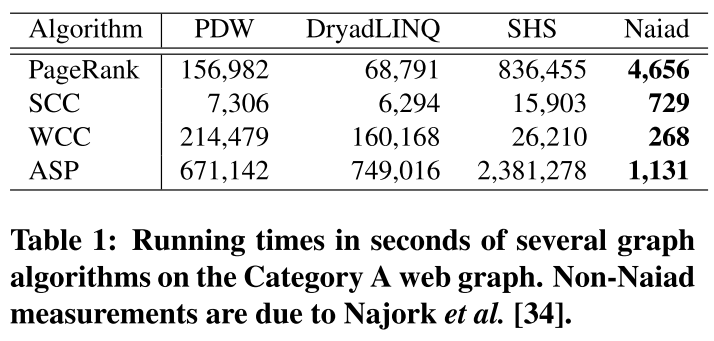 Algorithm PDW DryadLINQ SHS Naiad
PageRank 156,982 68,791 836,455 4,656
SCC 7,306 6,294 15,903 729
WCC 214,479 160,168 26,210 268
ASP 671,142 749,016 2,381,278 1,131
Table 1: Running times in seconds of several graph
algorithms on the Category A web graph. Non-Naiad
measurements are due to Najork et al. [34].